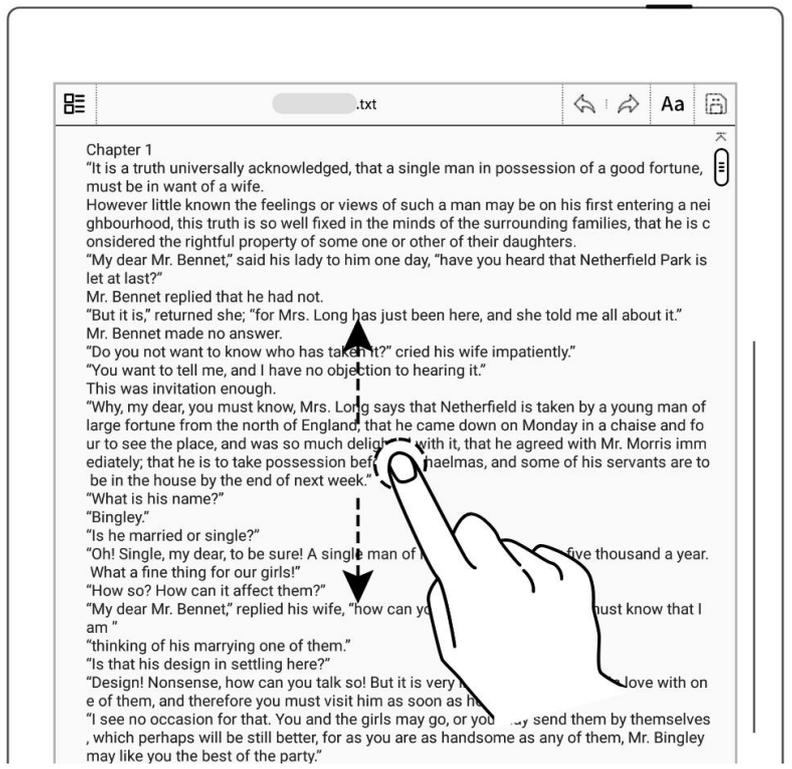 .txt
Aa
Chapter 1
“It is a truth universally acknowledged, that a single man in possession of a good fortune,
must be in want of a wife.
However little known the feelings or views of such a man may be on his first entering a nei
ghbourhood, this truth is so well fixed in the minds of the surrounding families, that he is c
onsidered the rightful property of some one or other of their daughters.
“My dear Mr. Bennet,” said his lady to him one day, “have you heard that Netherfield Park is
let at last?”
Mr. Bennet replied that he had not.
“But it is,” returned she; “for Mrs. Long has just been here, and she told me all about it.”
Mr. Bennet made no answer.
“Do you not want to know who has taken it?” cried his wife impatiently.”
“You want to tell me, and I have no objection to hearing it.”
This was invitation enough.
“Why, my dear, you must know, Mrs. Long says that Netherfield is taken by a young man of
large fortune from the north of England; that he came down on Monday in a chaise and fo
ur to see the place, and was so much with it, that he agreed with Mr. Morris imm
ediately; that he is to take possession and some of his servants are to
be in the house by the end of next week.”
“What is his name?”
“Bingley.”
“Is he married or single?”
“Oh! Single, my dear, to be sure! A single man of five thousand a year.
What a fine thing for our girls!”
“How so? How can it affect them?”
“My dear Mr. Bennet,” replied his wife, “how can know that I
am ”
“thinking of his marrying one of them.”
“Is that his design in settling here?”
“Design! Nonsense, how can you talk so! But it is very love with on
e of them, and therefore you must visit him as soon as
“I see no occasion for that. You and the girls may go, or you send them by themselves
, which perhaps will be still better, for as you are as handsome as any of them, Mr. Bingley
may like you the best of the party.”